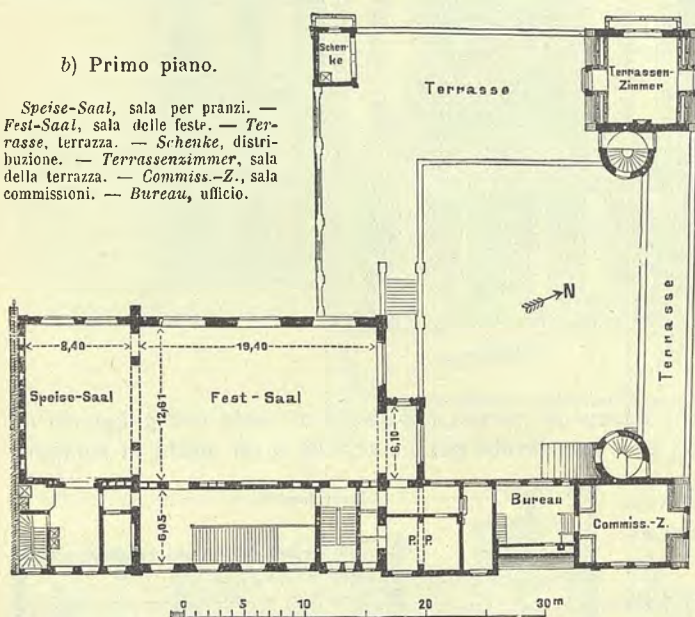 b) Primo piano.
Speise-Saal, sala per pranzi. —
Fest-Saal, sala delle feste. — Ter-
rasse, terrazza. — Schenke, distri-
buzione. — Terrassenzimmer, sala
della terrazza. — Commiss.-Z., sala
commissioni. — Bureau, ufficio.
Schen-
ke
Terrasse
Terrassen-
Zimmer
N
Terrasse
8,40
19,40
Speise-Saal
12,61
Fest-Saal
6,10
6,05
P. P.
Bureau
Commiss.-Z.
0 5 10 20 30 m